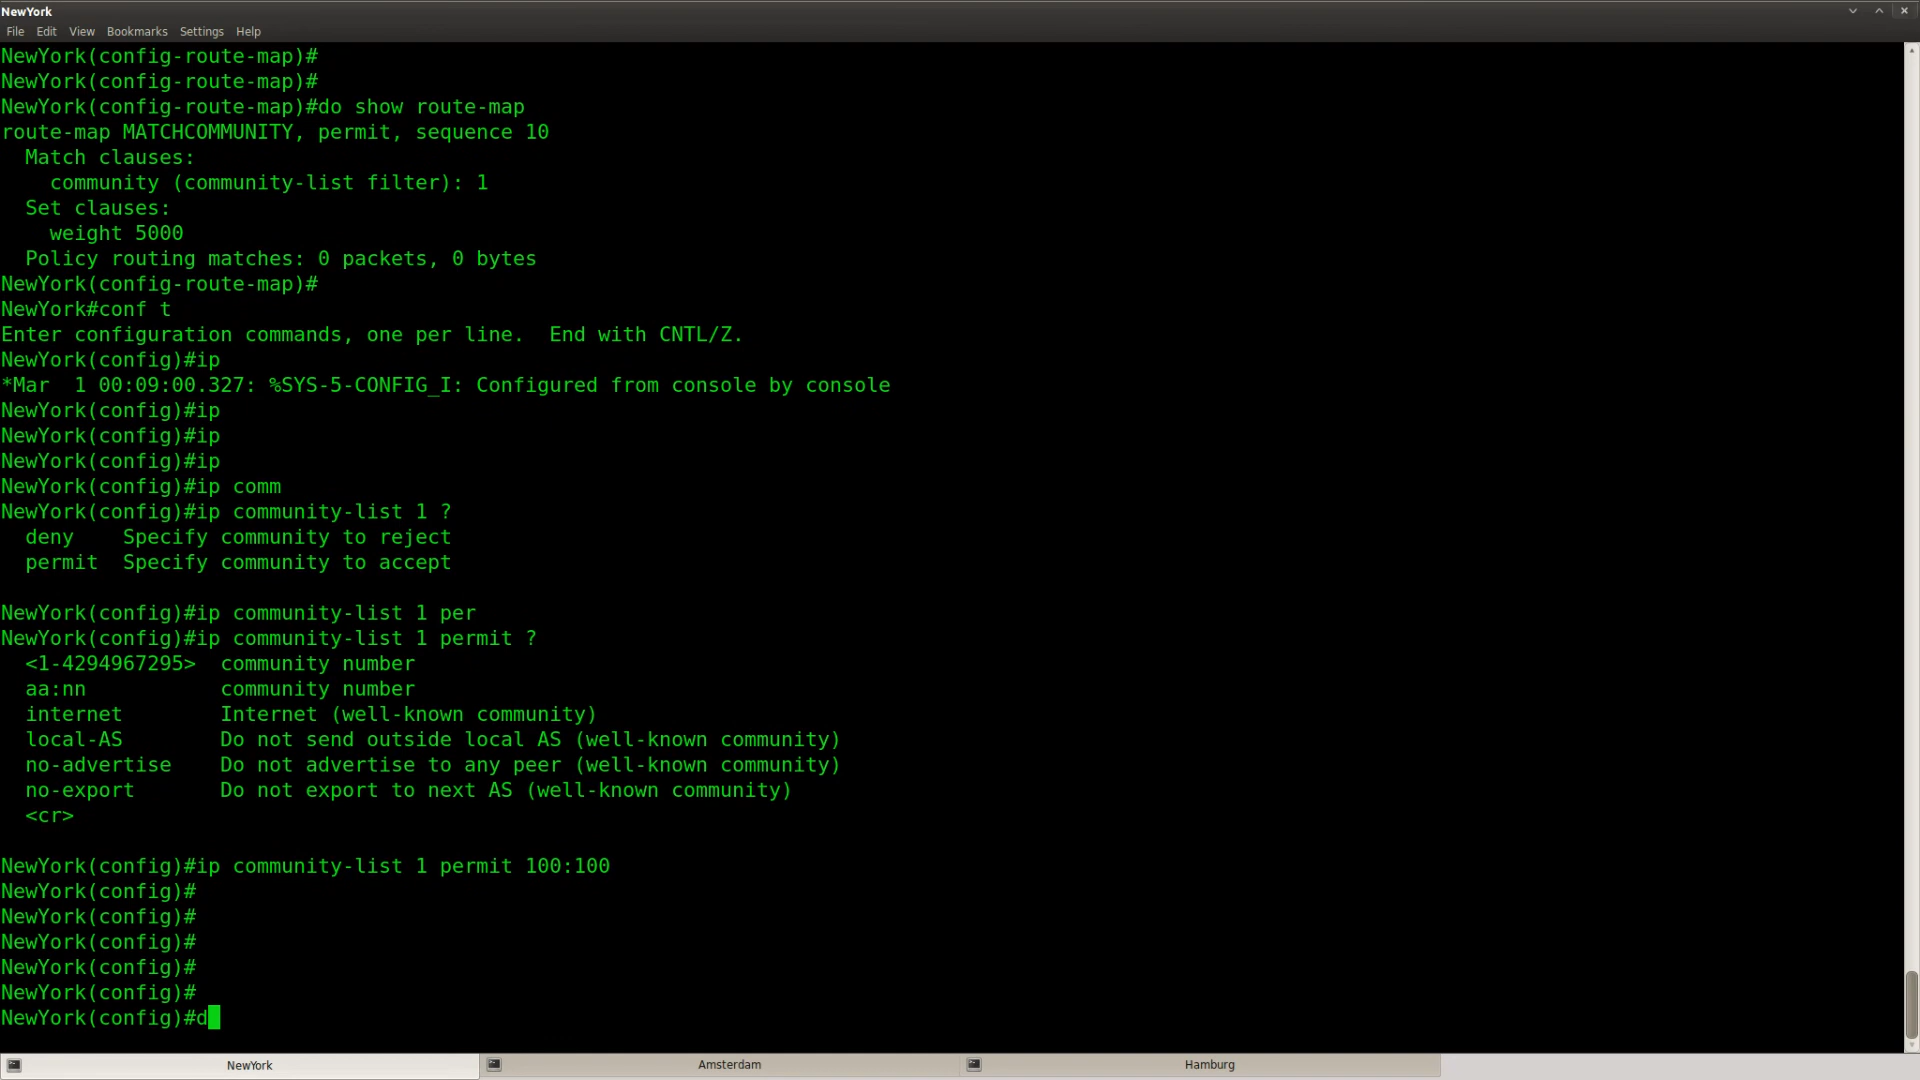 NewYork
File Edit View Bookmarks Settings Help
NewYork(config-route-map)#
NewYork(config-route-map)#
NewYork(config-route-map)#do show route-map
route-map MATCHCOMMUNITY, permit, sequence 10
  Match clauses:
    community (community-list filter): 1
  Set clauses:
    weight 5000
  Policy routing matches: 0 packets, 0 bytes
NewYork(config-route-map)#
NewYork#conf t
Enter configuration commands, one per line.  End with CNTL/Z.
NewYork(config)#ip
*Mar  1 00:09:00.327: %SYS-5-CONFIG_I: Configured from console by console
NewYork(config)#ip
NewYork(config)#ip
NewYork(config)#ip
NewYork(config)#ip comm
NewYork(config)#ip community-list 1 ?
  deny    Specify community to reject
  permit  Specify community to accept
NewYork(config)#ip community-list 1 per
NewYork(config)#ip community-list 1 permit ?
  <1-4294967295>  community number
  aa:nn           community number
  internet        Internet (well-known community)
  local-AS        Do not send outside local AS (well-known community)
  no-advertise    Do not advertise to any peer (well-known community)
  no-export       Do not export to next AS (well-known community)
  <cr>
NewYork(config)#ip community-list 1 permit 100:100
NewYork(config)#
NewYork(config)#
NewYork(config)#
NewYork(config)#
NewYork(config)#
NewYork(config)#d
NewYork Amsterdam Hamburg